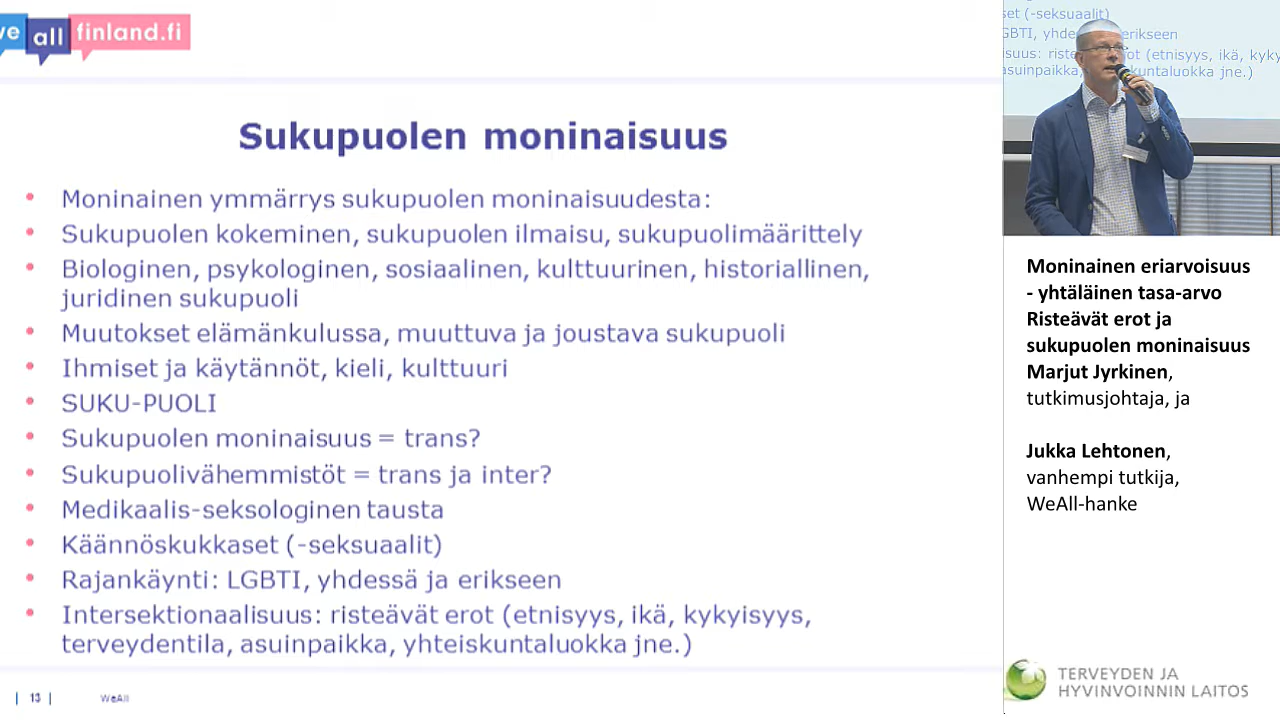 we all finland.fi
Sukupuolen moninaisuus
• Moninainen ymmärrys sukupuolen moninaisuudesta:
• Sukupuolen kokeminen, sukupuolen ilmaisu, sukupuolimäärittely
• Biologinen, psykologinen, sosiaalinen, kulttuurinen, historiallinen,
juridinen sukupuoli
• Muutokset elämänkulussa, muuttuva ja joustava sukupuoli
• Ihmiset ja käytännöt, kieli, kulttuuri
• SUKU-PUOLI
• Sukupuolen moninaisuus = trans?
• Sukupuolivähemmistöt = trans ja inter?
• Medikaalis-seksologinen tausta
• Käännöskukkaset (-seksuaalit)
• Rajankäynti: LGBTI, yhdessä ja erikseen
• Intersektionaalisuus: risteävät erot (etnisyys, ikä, kykyisyys,
terveydentila, asuinpaikka, yhteiskuntaluokka jne.)
| 13 | WeAll
set (-seksuaalit)
GBTI, yhde erikseen
isuus: riste erot (etnisyys, ikä, kyky
asuinpaikka, kuntaluokka jne.)
Moninainen eriarvoisuus
- yhtäläinen tasa-arvo
Risteävät erot ja
sukupuolen moninaisuus
Marjut Jyrkinen,
tutkimusjohtaja, ja
Jukka Lehtonen,
vanhempi tutkija,
WeAll-hanke
TERVEYDEN JA
HYVINVOINNIN LAITOS